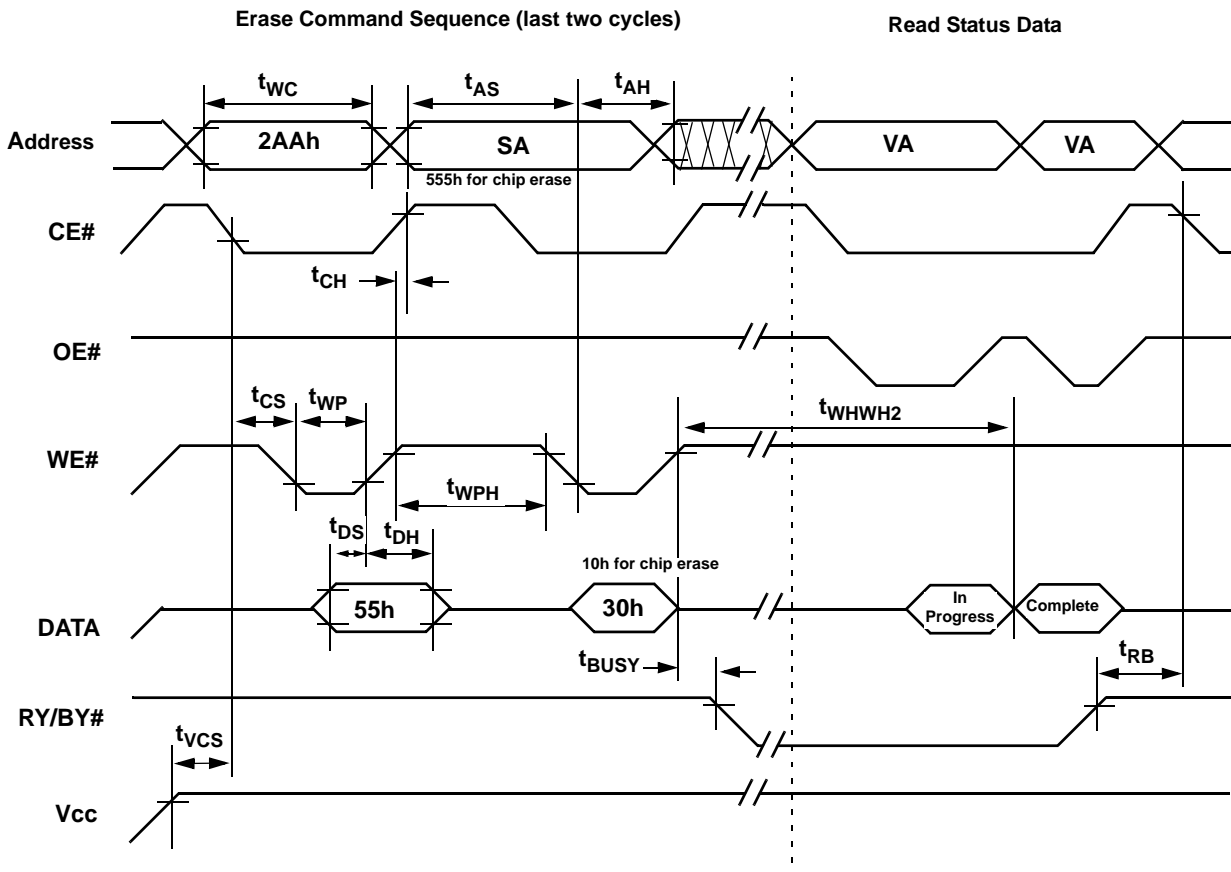 Erase Command Sequence (last two cycles)
Read Status Data
tWC
tAS
tAH
Address
2AAh
SA
VA
VA
555h for chip erase
CE#
tCH
OE#
tCS
tWP
tWHWH2
WE#
tWPH
tDS
tDH
10h for chip erase
55h
30h
In
Progress
Complete
DATA
tBUSY
tRB
RY/BY#
tVCS
Vcc